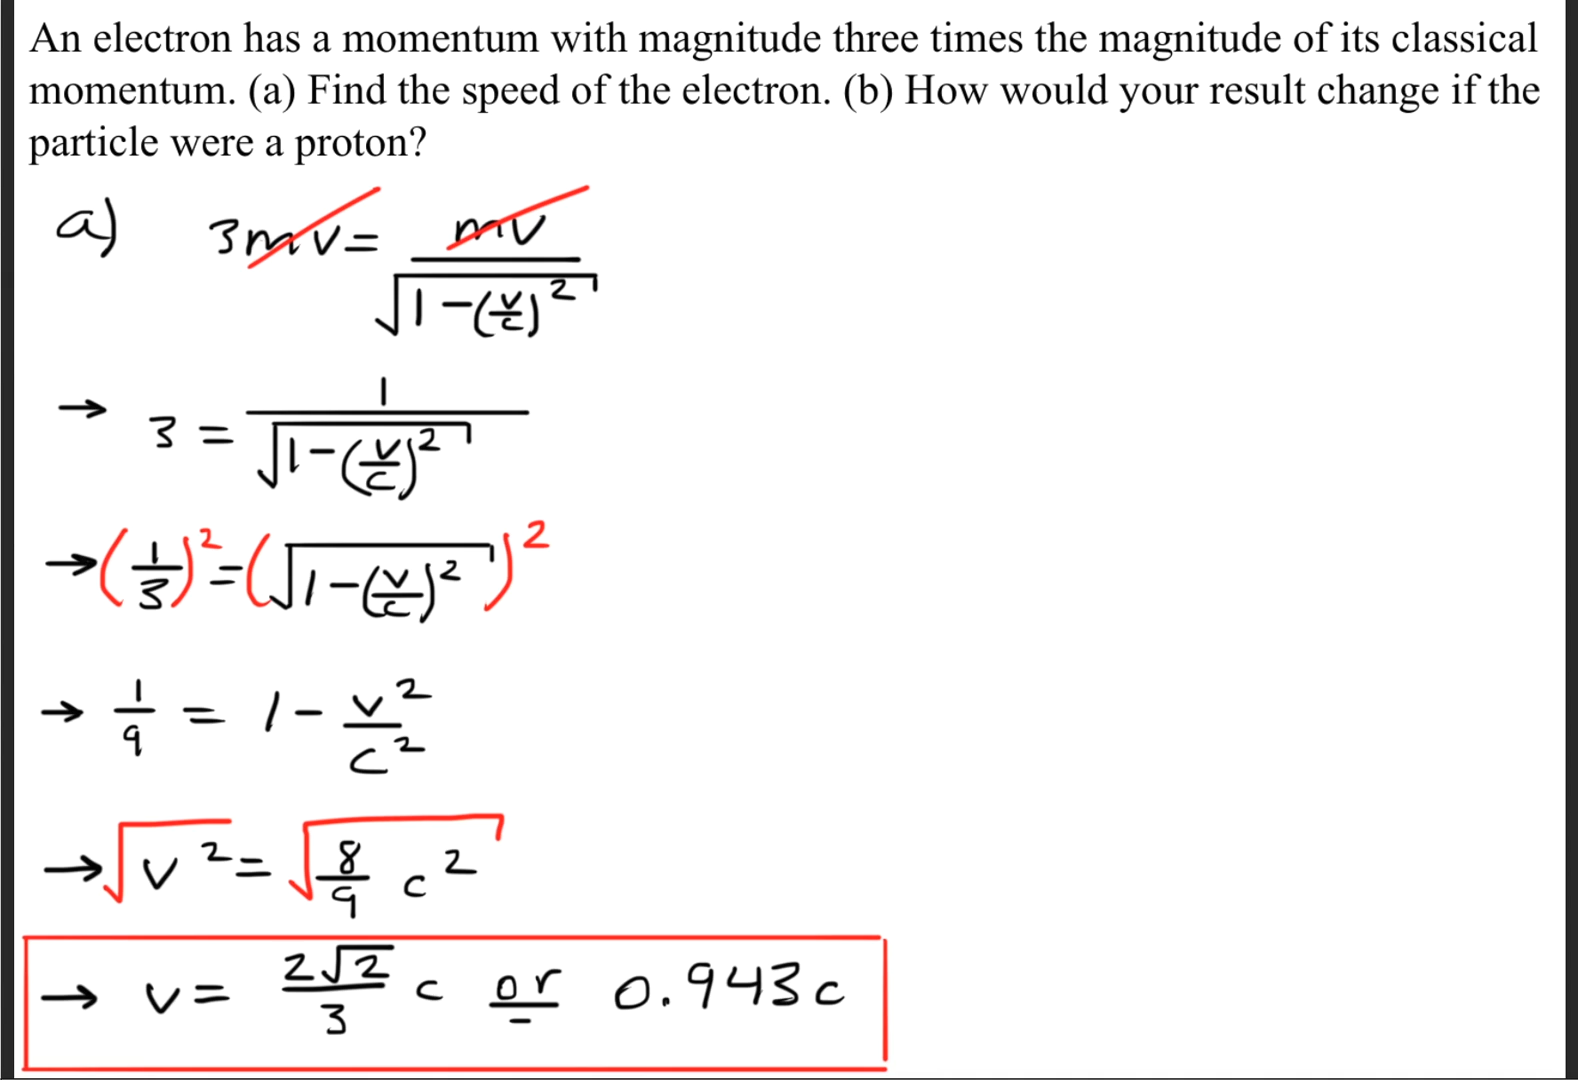 An electron has a momentum with magnitude three times the magnitude of its classical
momentum. (a) Find the speed of the electron. (b) How would your result change if the
particle were a proton?
a) 3mv = mv / √(1-(v/c)²)
→ 3 = 1 / √(1-(v/c)²)
→ (1/3)² = (√(1-(v/c)²))²
→ 1/9 = 1 - v²/c²
→ √v² = √(8/9 c²)
→ v = 2√2/3 c or 0.943c